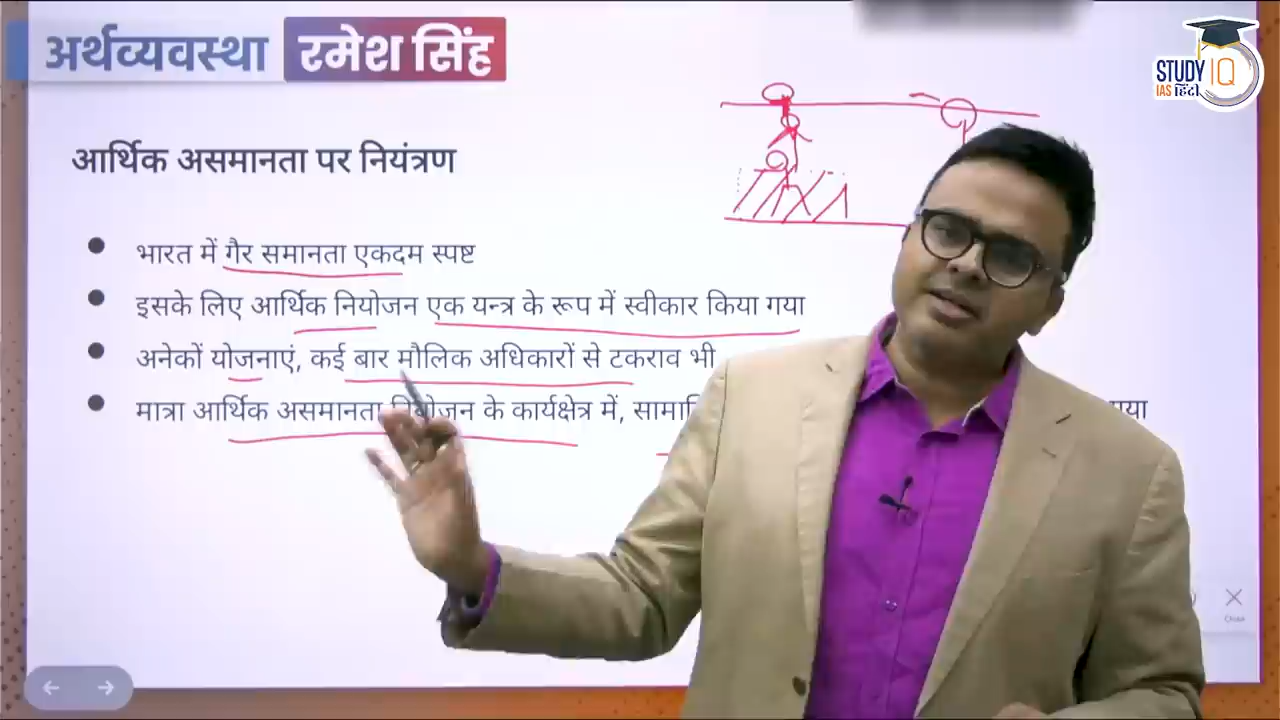 अर्थव्यवस्था रमेश सिंह
STUDY IQ
IAS हिंदी
आर्थिक असमानता पर नियंत्रण
भारत में गैर समानता एकदम स्पष्ट
इसके लिए आर्थिक नियोजन एक यन्त्र के रूप में स्वीकार किया गया
अनेकों योजनाएं, कई बार मौलिक अधिकारों से टकराव भी
मात्रा आर्थिक असमानता नियोजन के कार्यक्षेत्र में,
Close